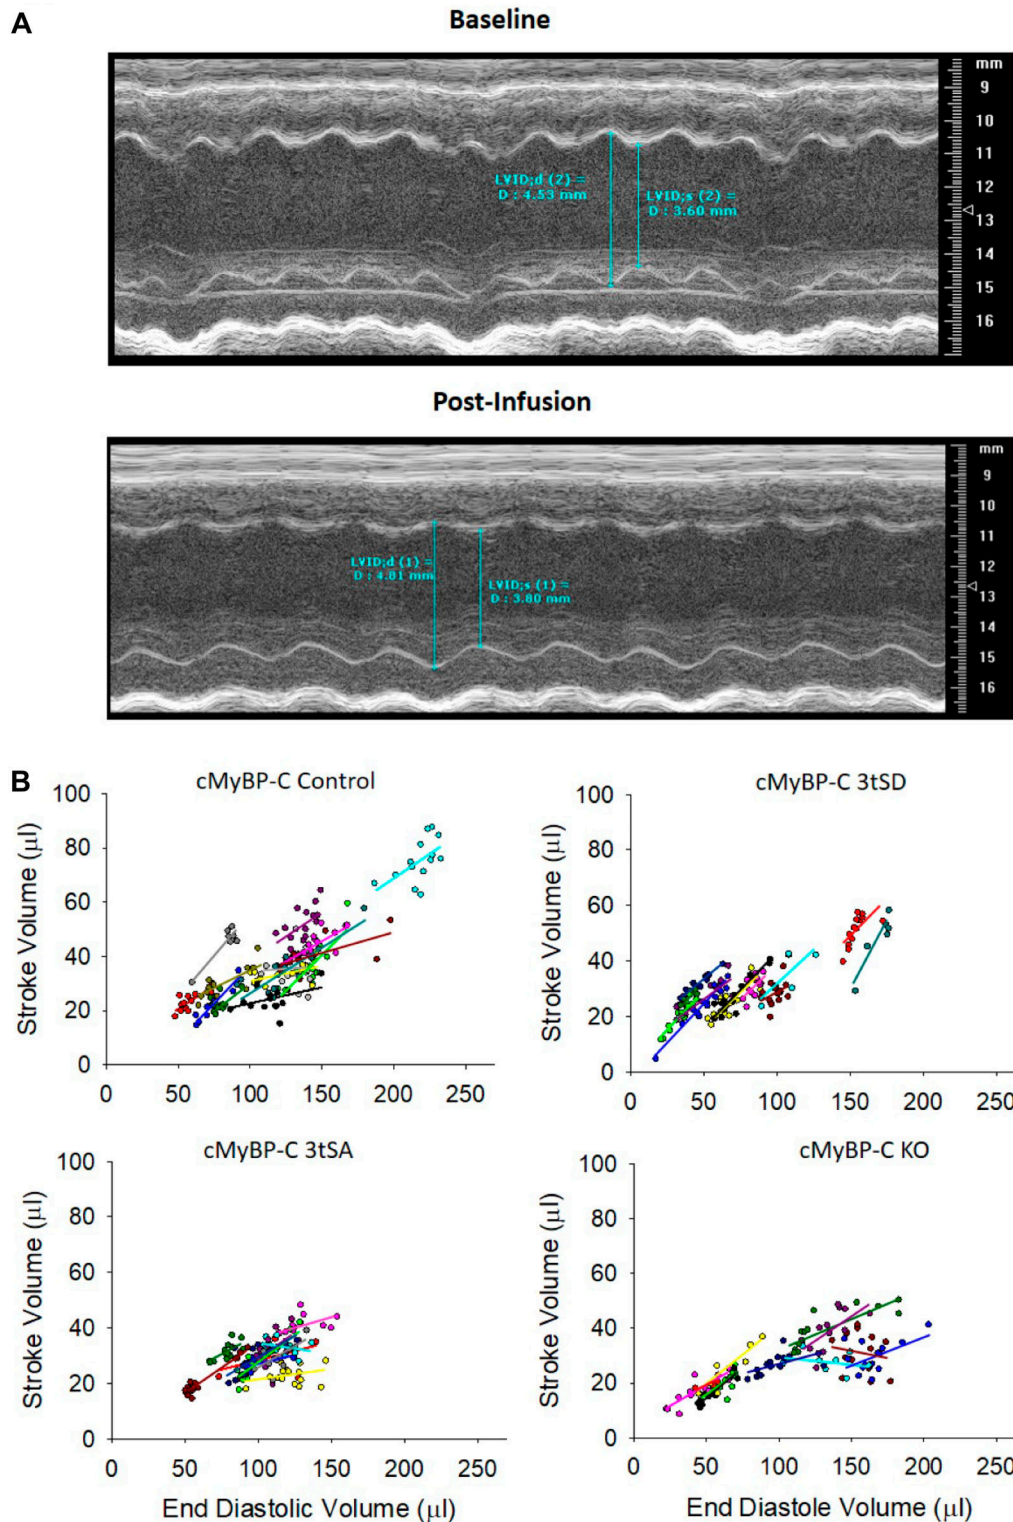 A
Baseline
mm
9
10
11
12
13
14
15
16
LVID;d (2) =
D : 4.53 mm
LVID;s (2) =
D : 3.60 mm
Post-Infusion
mm
9
10
11
12
13
14
15
16
LVID;d (1) =
D : 4.81 mm
LVID;s (1) =
D : 3.80 mm
B
cMyBP-C Control
Stroke Volume (µl)
100
80
60
40
20
0
0 50 100 150 200 250
cMyBP-C 3tSD
Stroke Volume (µl)
100
80
60
40
20
0
0 50 100 150 200 250
cMyBP-C 3tSA
Stroke Volume (µl)
100
80
60
40
20
0
0 50 100 150 200 250
End Diastolic Volume (µl)
cMyBP-C KO
Stroke Volume (µl)
100
80
60
40
20
0
0 50 100 150 200 250
End Diastole Volume (µl)